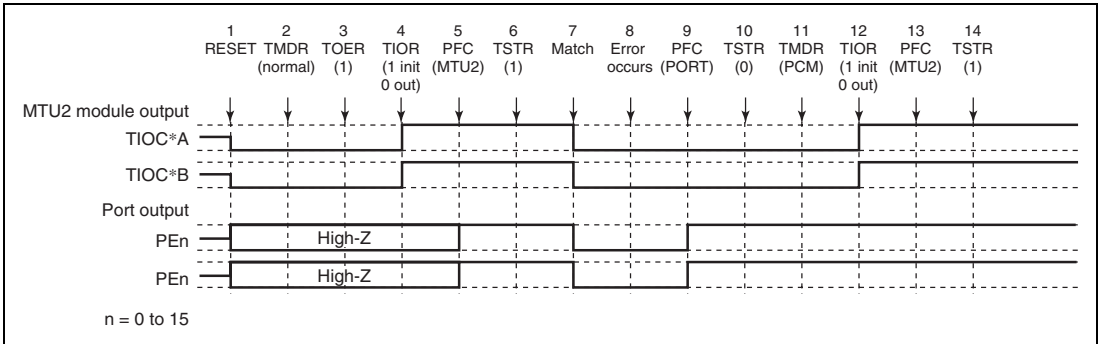 1 2 3 4 5 6 7 8 9 10 11 12 13 14
RESET TMDR TOER TIOR PFC TSTR Match Error PFC TSTR TMDR TIOR PFC TSTR
(normal) (1) (1 init (MTU2) (1) occurs (PORT) (0) (PCM) (1 init (MTU2) (1)
0 out) 0 out)
MTU2 module output
TIOC*A
TIOC*B
Port output
PEn High-Z
PEn High-Z
n = 0 to 15